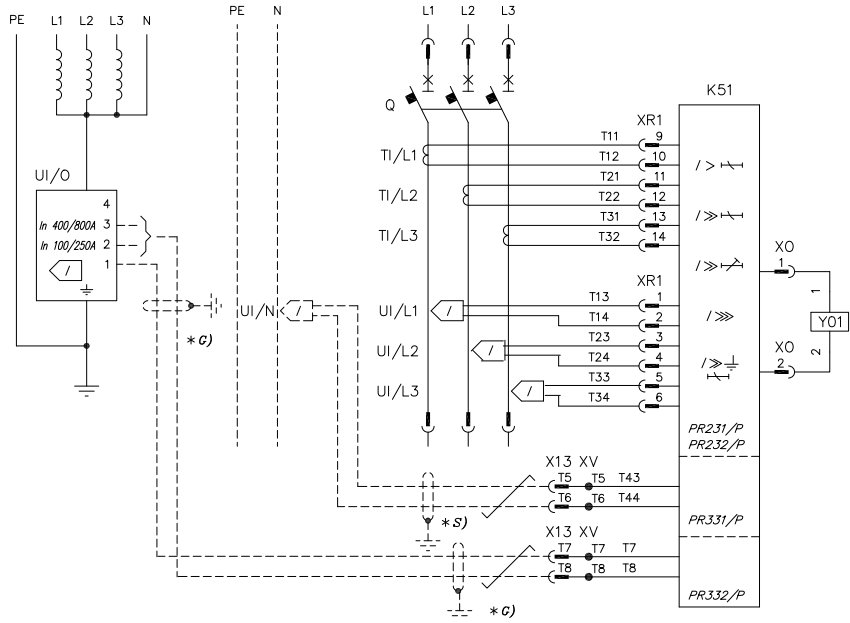 PE L1 L2 L3 N PE N L1 L2 L3
K51
Q
XR1
T11 9
TI/L1 T12 10
T21 11
UI/O
TI/L2 T22 12
4 T31 13
In 400/800A 3 TI/L3 T32 14
In 100/250A 2
1
/ > 
/ >>
/ >>
/ >>>
/ >>
XO
1
1
XR1
/
UI/N / UI/L1 / T13 1
T14 2
Y01
*G) UI/L2 / T23 3
T24 4
2
XO
2
UI/L3 / T33 5
T34 6
PR231/P
PR232/P
X13 XV
T5 T5 T43
T6 T6 T44
*S)
PR331/P
X13 XV
T7 T7 T7
T8 T8 T8
PR332/P
*G)